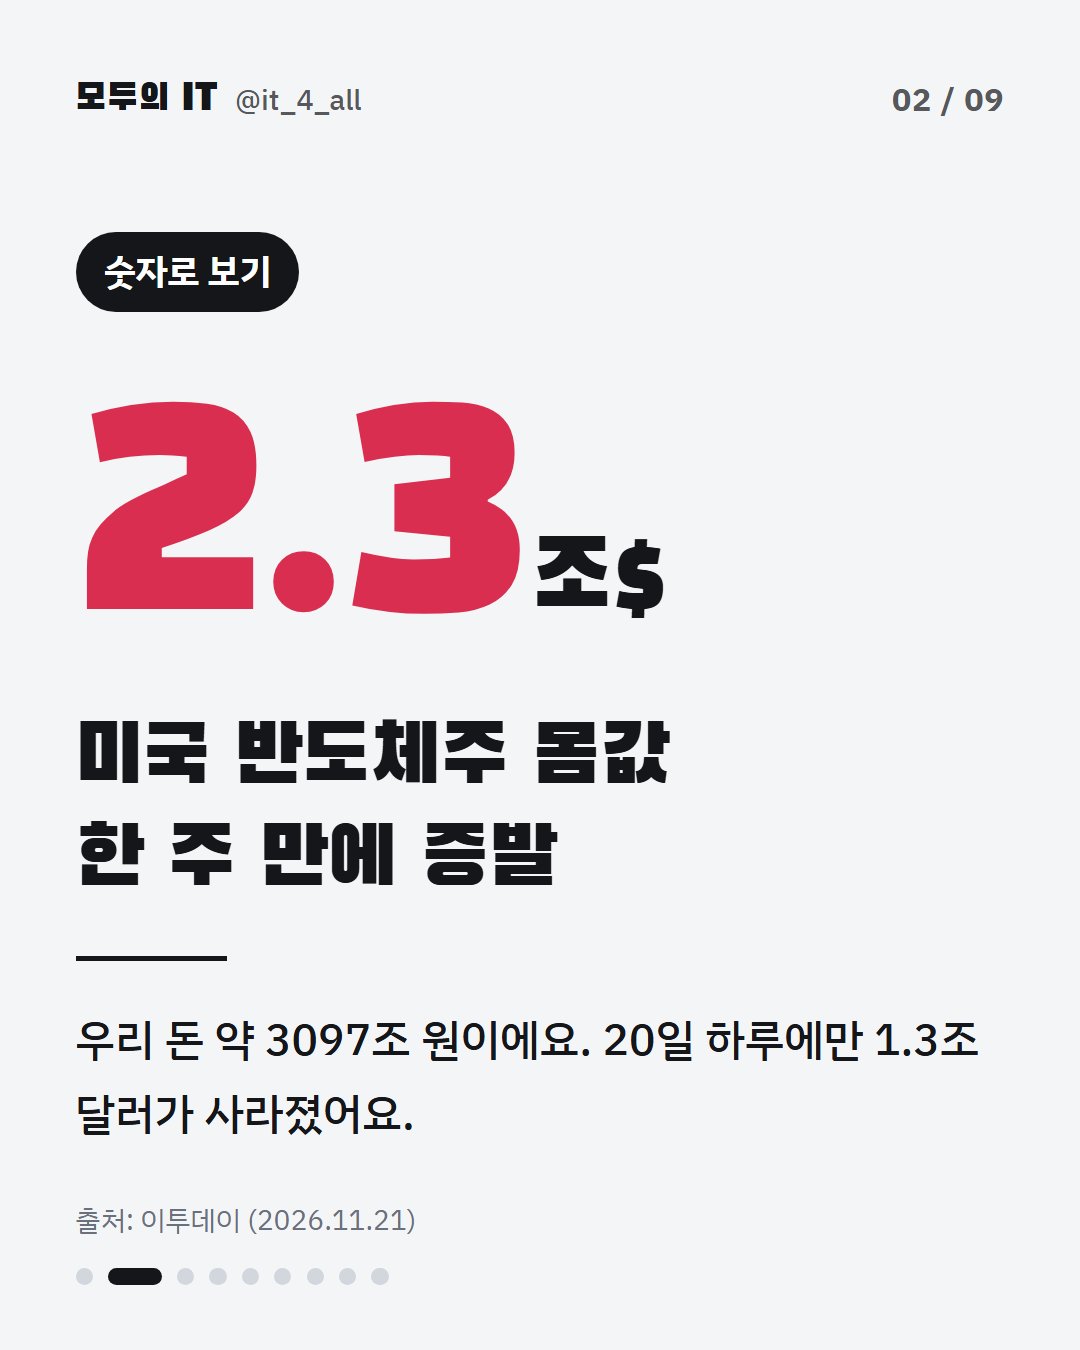 모두의 IT @it_4_all
02 / 09
숫자로 보기
2.3조$
미국 반도체주 몸값
한 주 만에 증발
우리 돈 약 3097조 원이에요. 20일 하루에만 1.3조
달러가 사라졌어요.
출처: 이투데이 (2026.11.21)